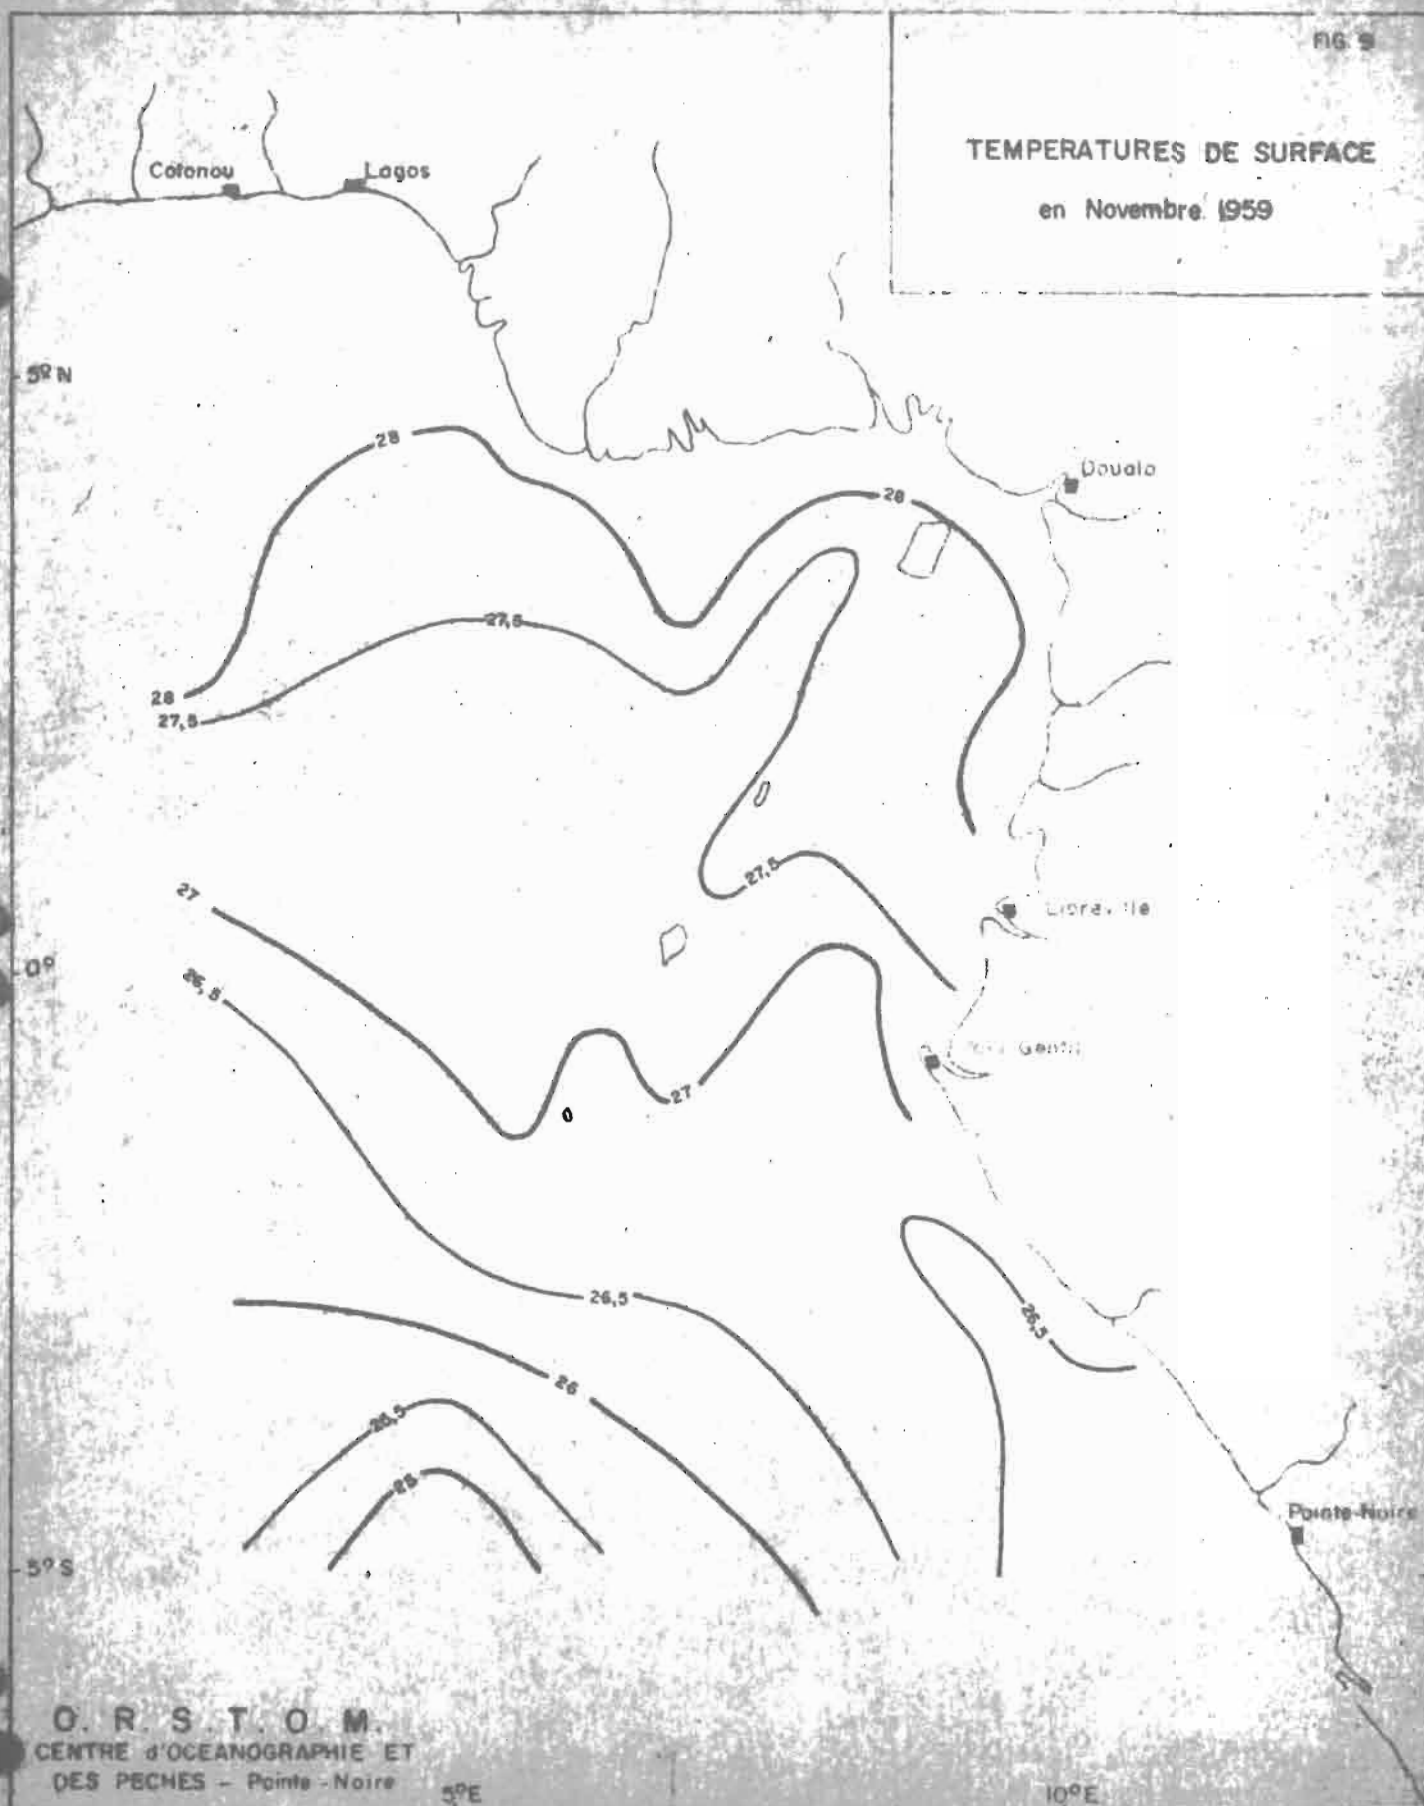 FIG. 9
TEMPERATURES DE SURFACE
en Novembre 1959
Cotonou
Lagos
5º N
28
Douala
28
27,5
28
27,5
27,5
27
Libreville
0º
26,5
Gentil
27
26,5
26,5
26
26,5
25
Pointe-Noire
5º S
O. R. S. T. O. M.
CENTRE d'OCEANOGRAPHIE ET
DES PECHES - Pointe-Noire
5ºE
10ºE